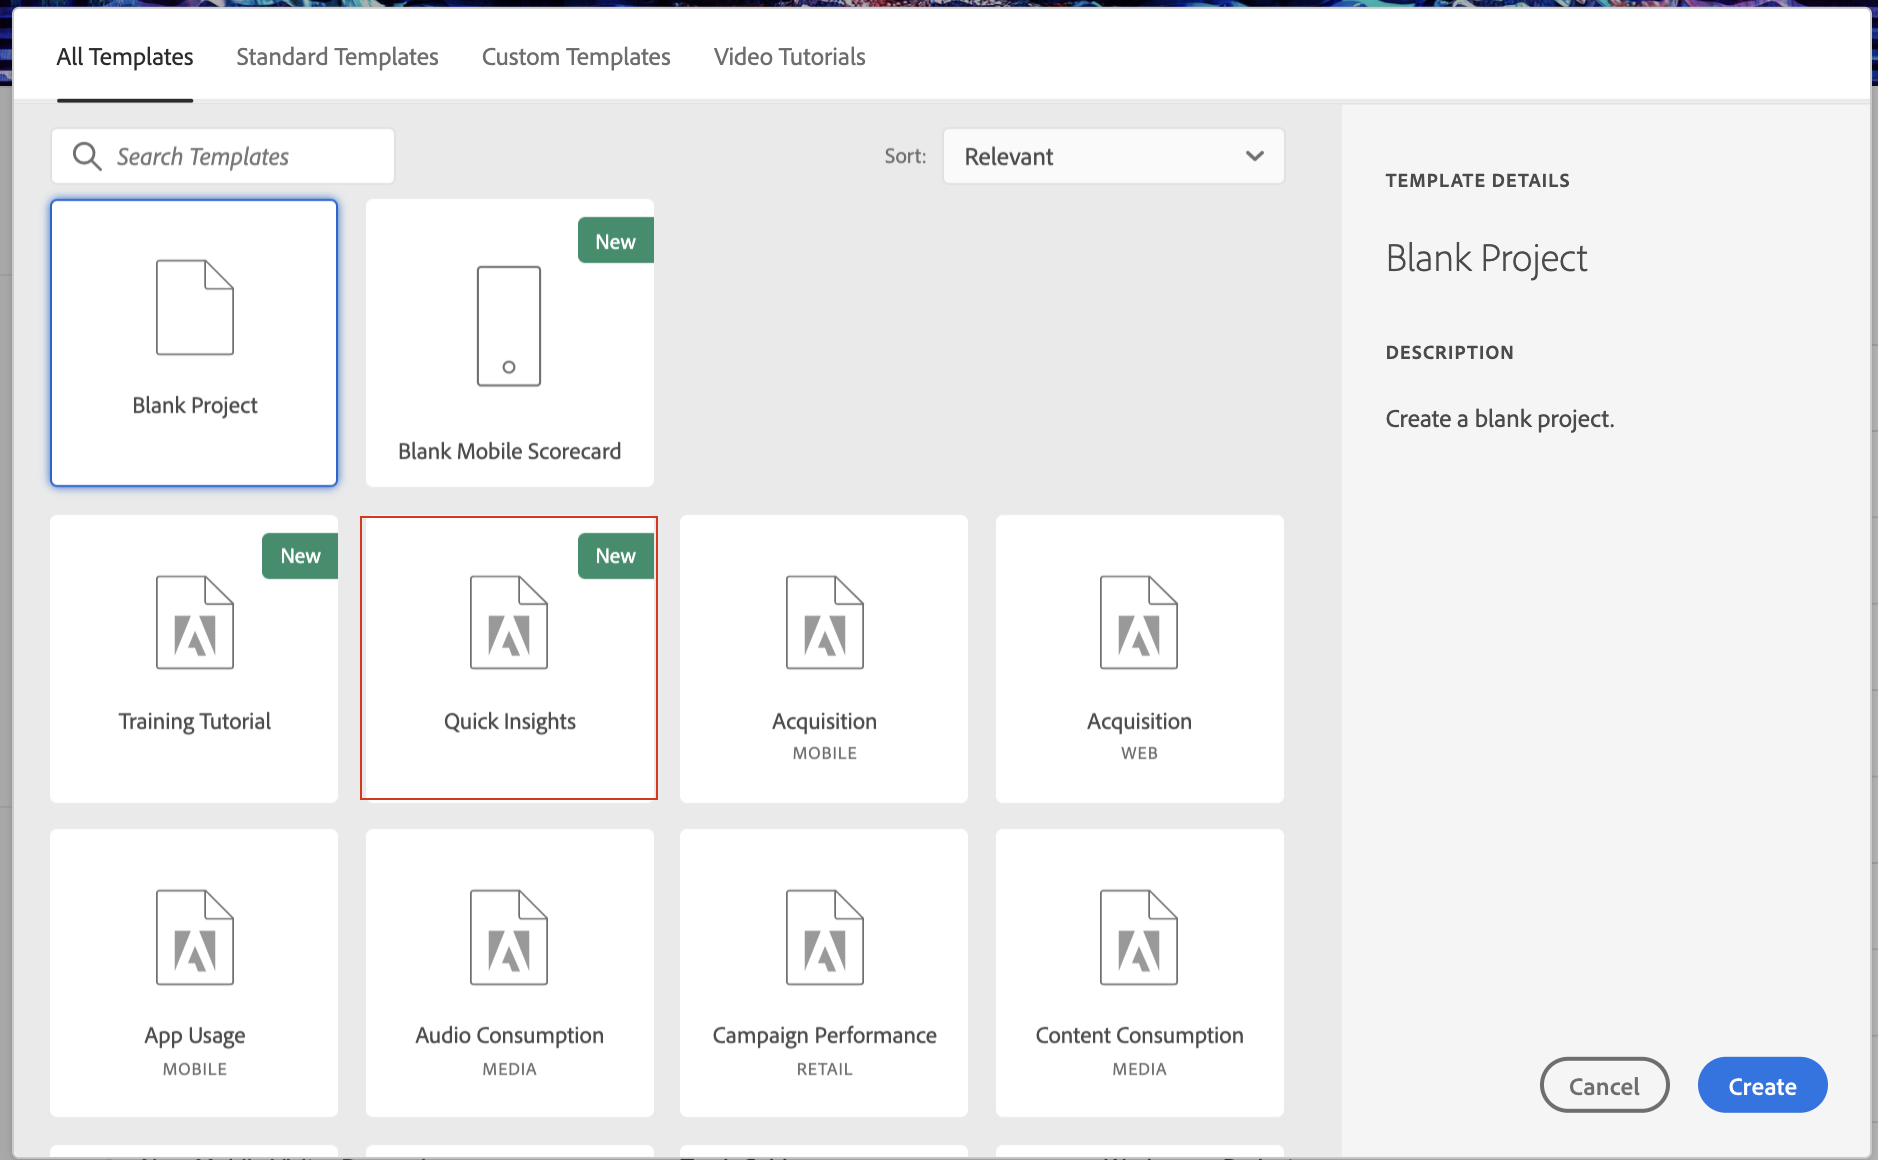 All Templates
Standard Templates
Custom Templates
Video Tutorials
Search Templates
Sort:
Relevant
Blank Project
New
Blank Mobile Scorecard
New
Training Tutorial
New
Quick Insights
Acquisition
MOBILE
Acquisition
WEB
App Usage
MOBILE
Audio Consumption
MEDIA
Campaign Performance
RETAIL
Content Consumption
MEDIA
TEMPLATE DETAILS
Blank Project
DESCRIPTION
Create a blank project.
Cancel
Create